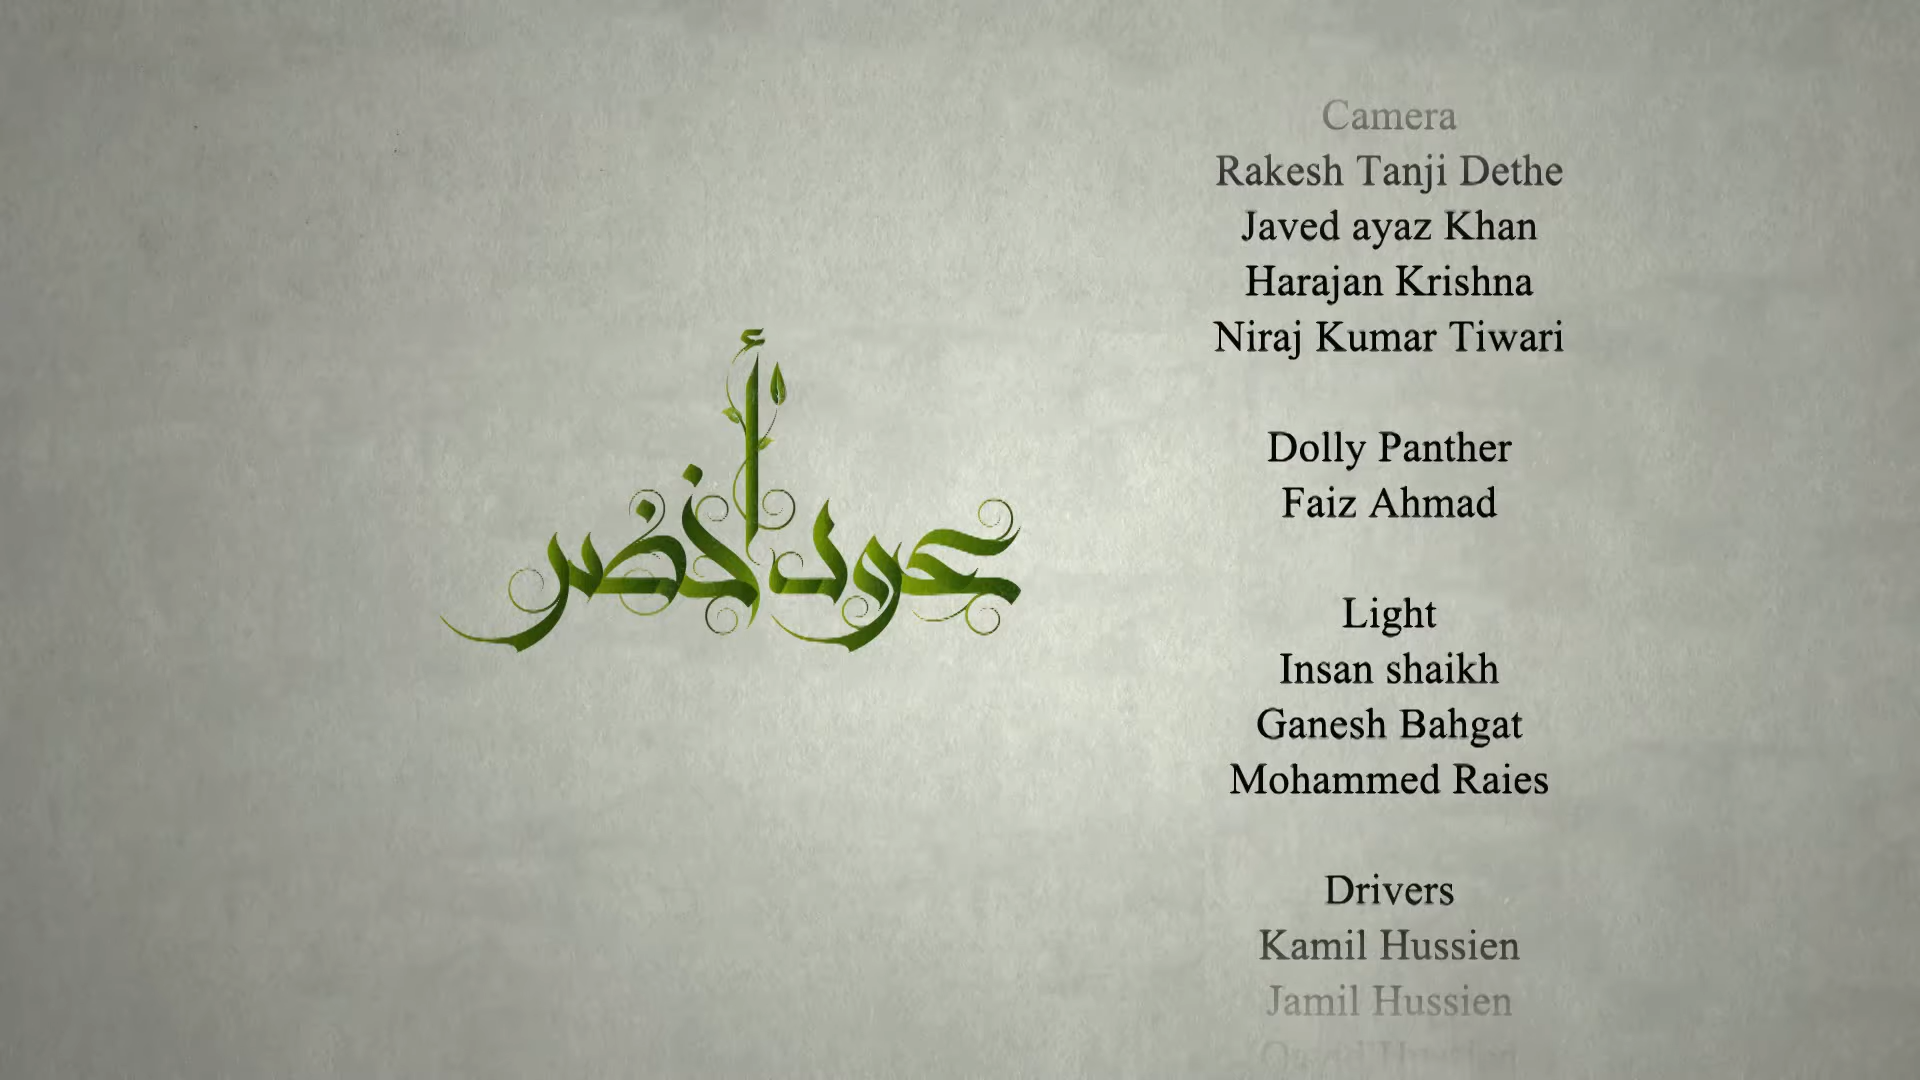 عود أخضر
Camera
Rakesh Tanji Dethe
Javed ayaz Khan
Harajan Krishna
Niraj Kumar Tiwari
Dolly Panther
Faiz Ahmad
Light
Insan shaikh
Ganesh Bahgat
Mohammed Raies
Drivers
Kamil Hussien
Jamil Hussien